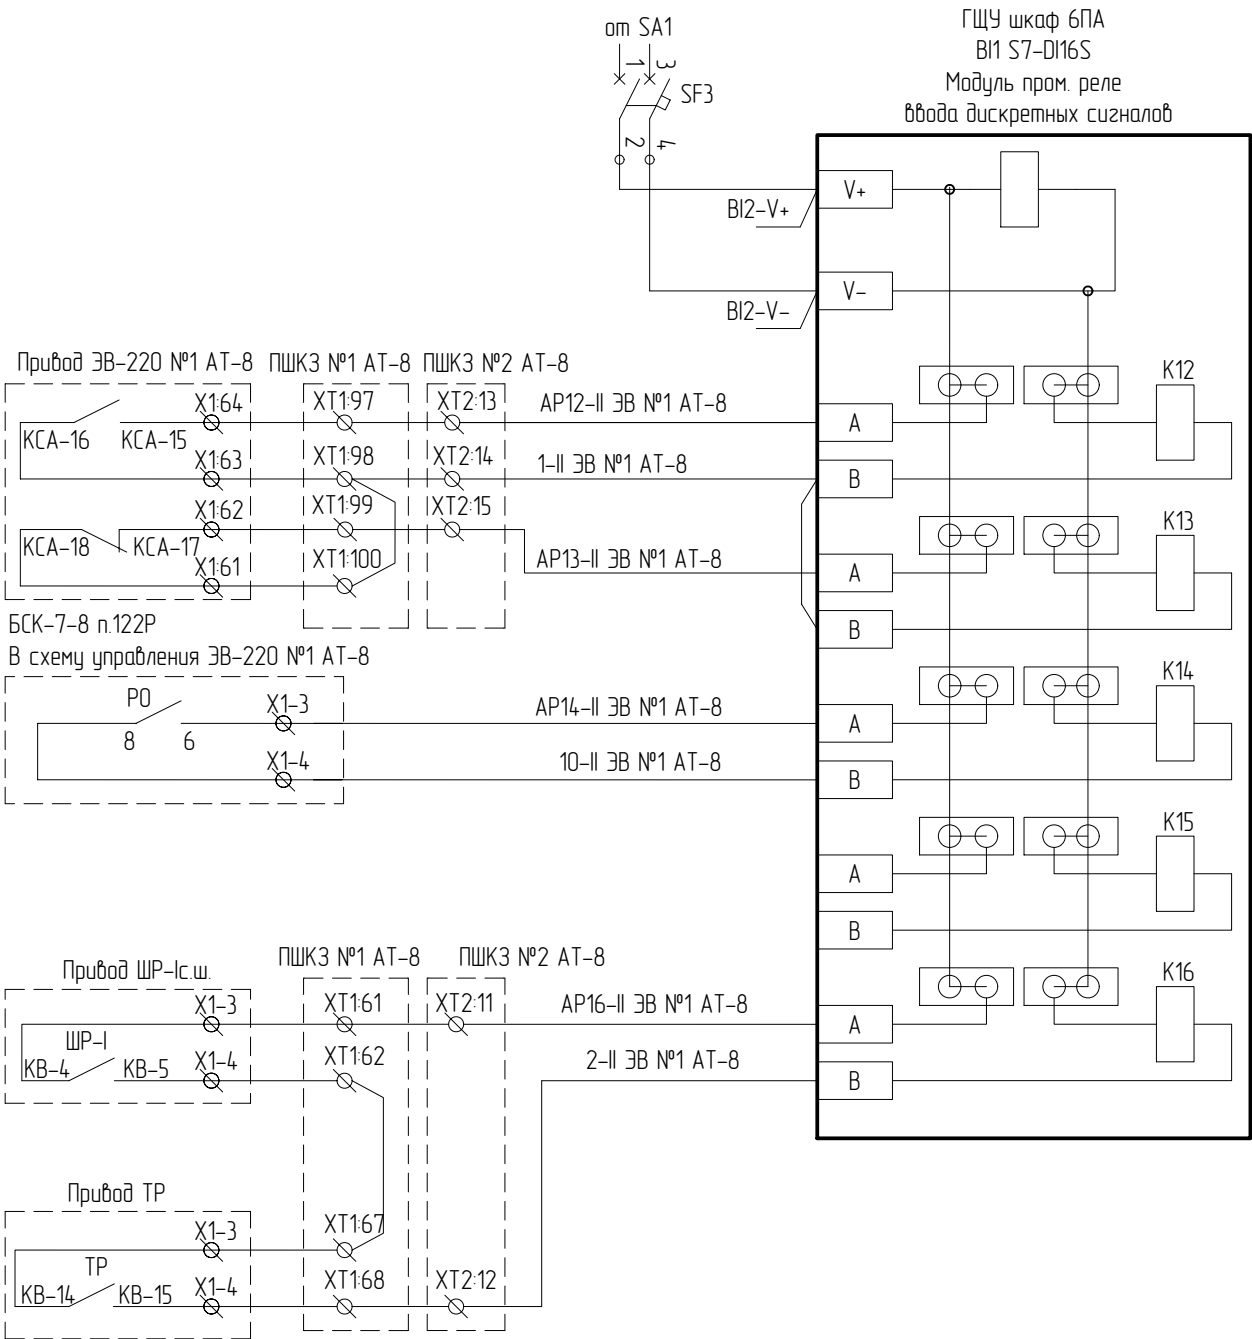 от SA1
1
3
SF3
2
4
ГЩУ шкаф 6ПА
BI1 S7-DI16S
Модуль пром. реле
ввода дискретных сигналов
V+
BI2-V+
V-
BI2-V-
Привод ЭВ-220 №1 АТ-8
ПШКЗ №1 АТ-8
ПШКЗ №2 АТ-8
K12
X1:64
XT1:97
XT2:13
АР12-II ЭВ №1 АТ-8
A
КСА-16
КСА-15
X1:63
XT1:98
XT2:14
1-II ЭВ №1 АТ-8
B
X1:62
XT1:99
XT2:15
K13
КСА-18
КСА-17
X1:61
XT1:100
АР13-II ЭВ №1 АТ-8
A
B
БСК-7-8 п.122Р
В схему управления ЭВ-220 №1 АТ-8
K14
РО
8
6
X1-3
АР14-II ЭВ №1 АТ-8
A
X1-4
10-II ЭВ №1 АТ-8
B
K15
A
B
Привод ШР-Iс.ш.
ПШКЗ №1 АТ-8
ПШКЗ №2 АТ-8
K16
X1-3
XT1:61
XT2:11
АР16-II ЭВ №1 АТ-8
A
ШР-I
КВ-4
КВ-5
X1-4
XT1:62
2-II ЭВ №1 АТ-8
B
Привод ТР
X1-3
XT1:67
ТР
КВ-14
КВ-15
X1-4
XT1:68
XT2:12